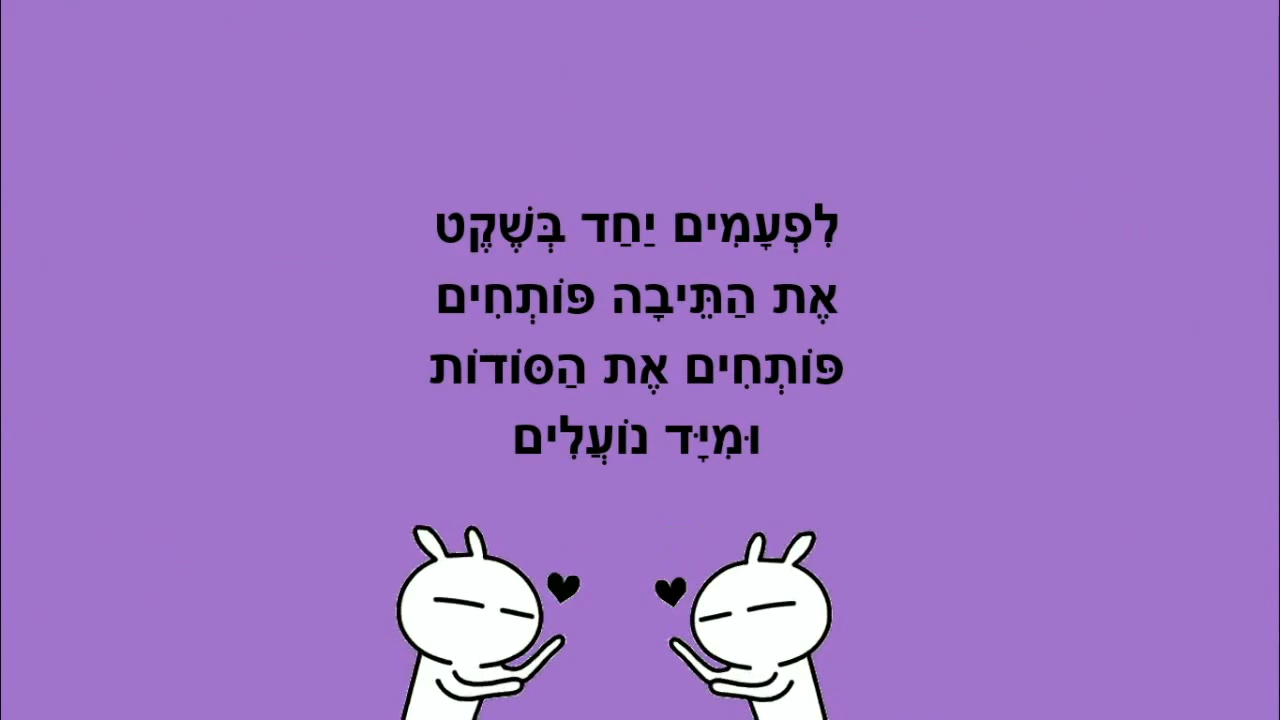 לִפְעָמִים יַחַד בְּשֶׁקֶט
אֶת הַתֵּיבָה פּוֹתְחִים
פּוֹתְחִים אֶת הַסּוֹדוֹת
וּמִיָּד נוֹעֲלִים